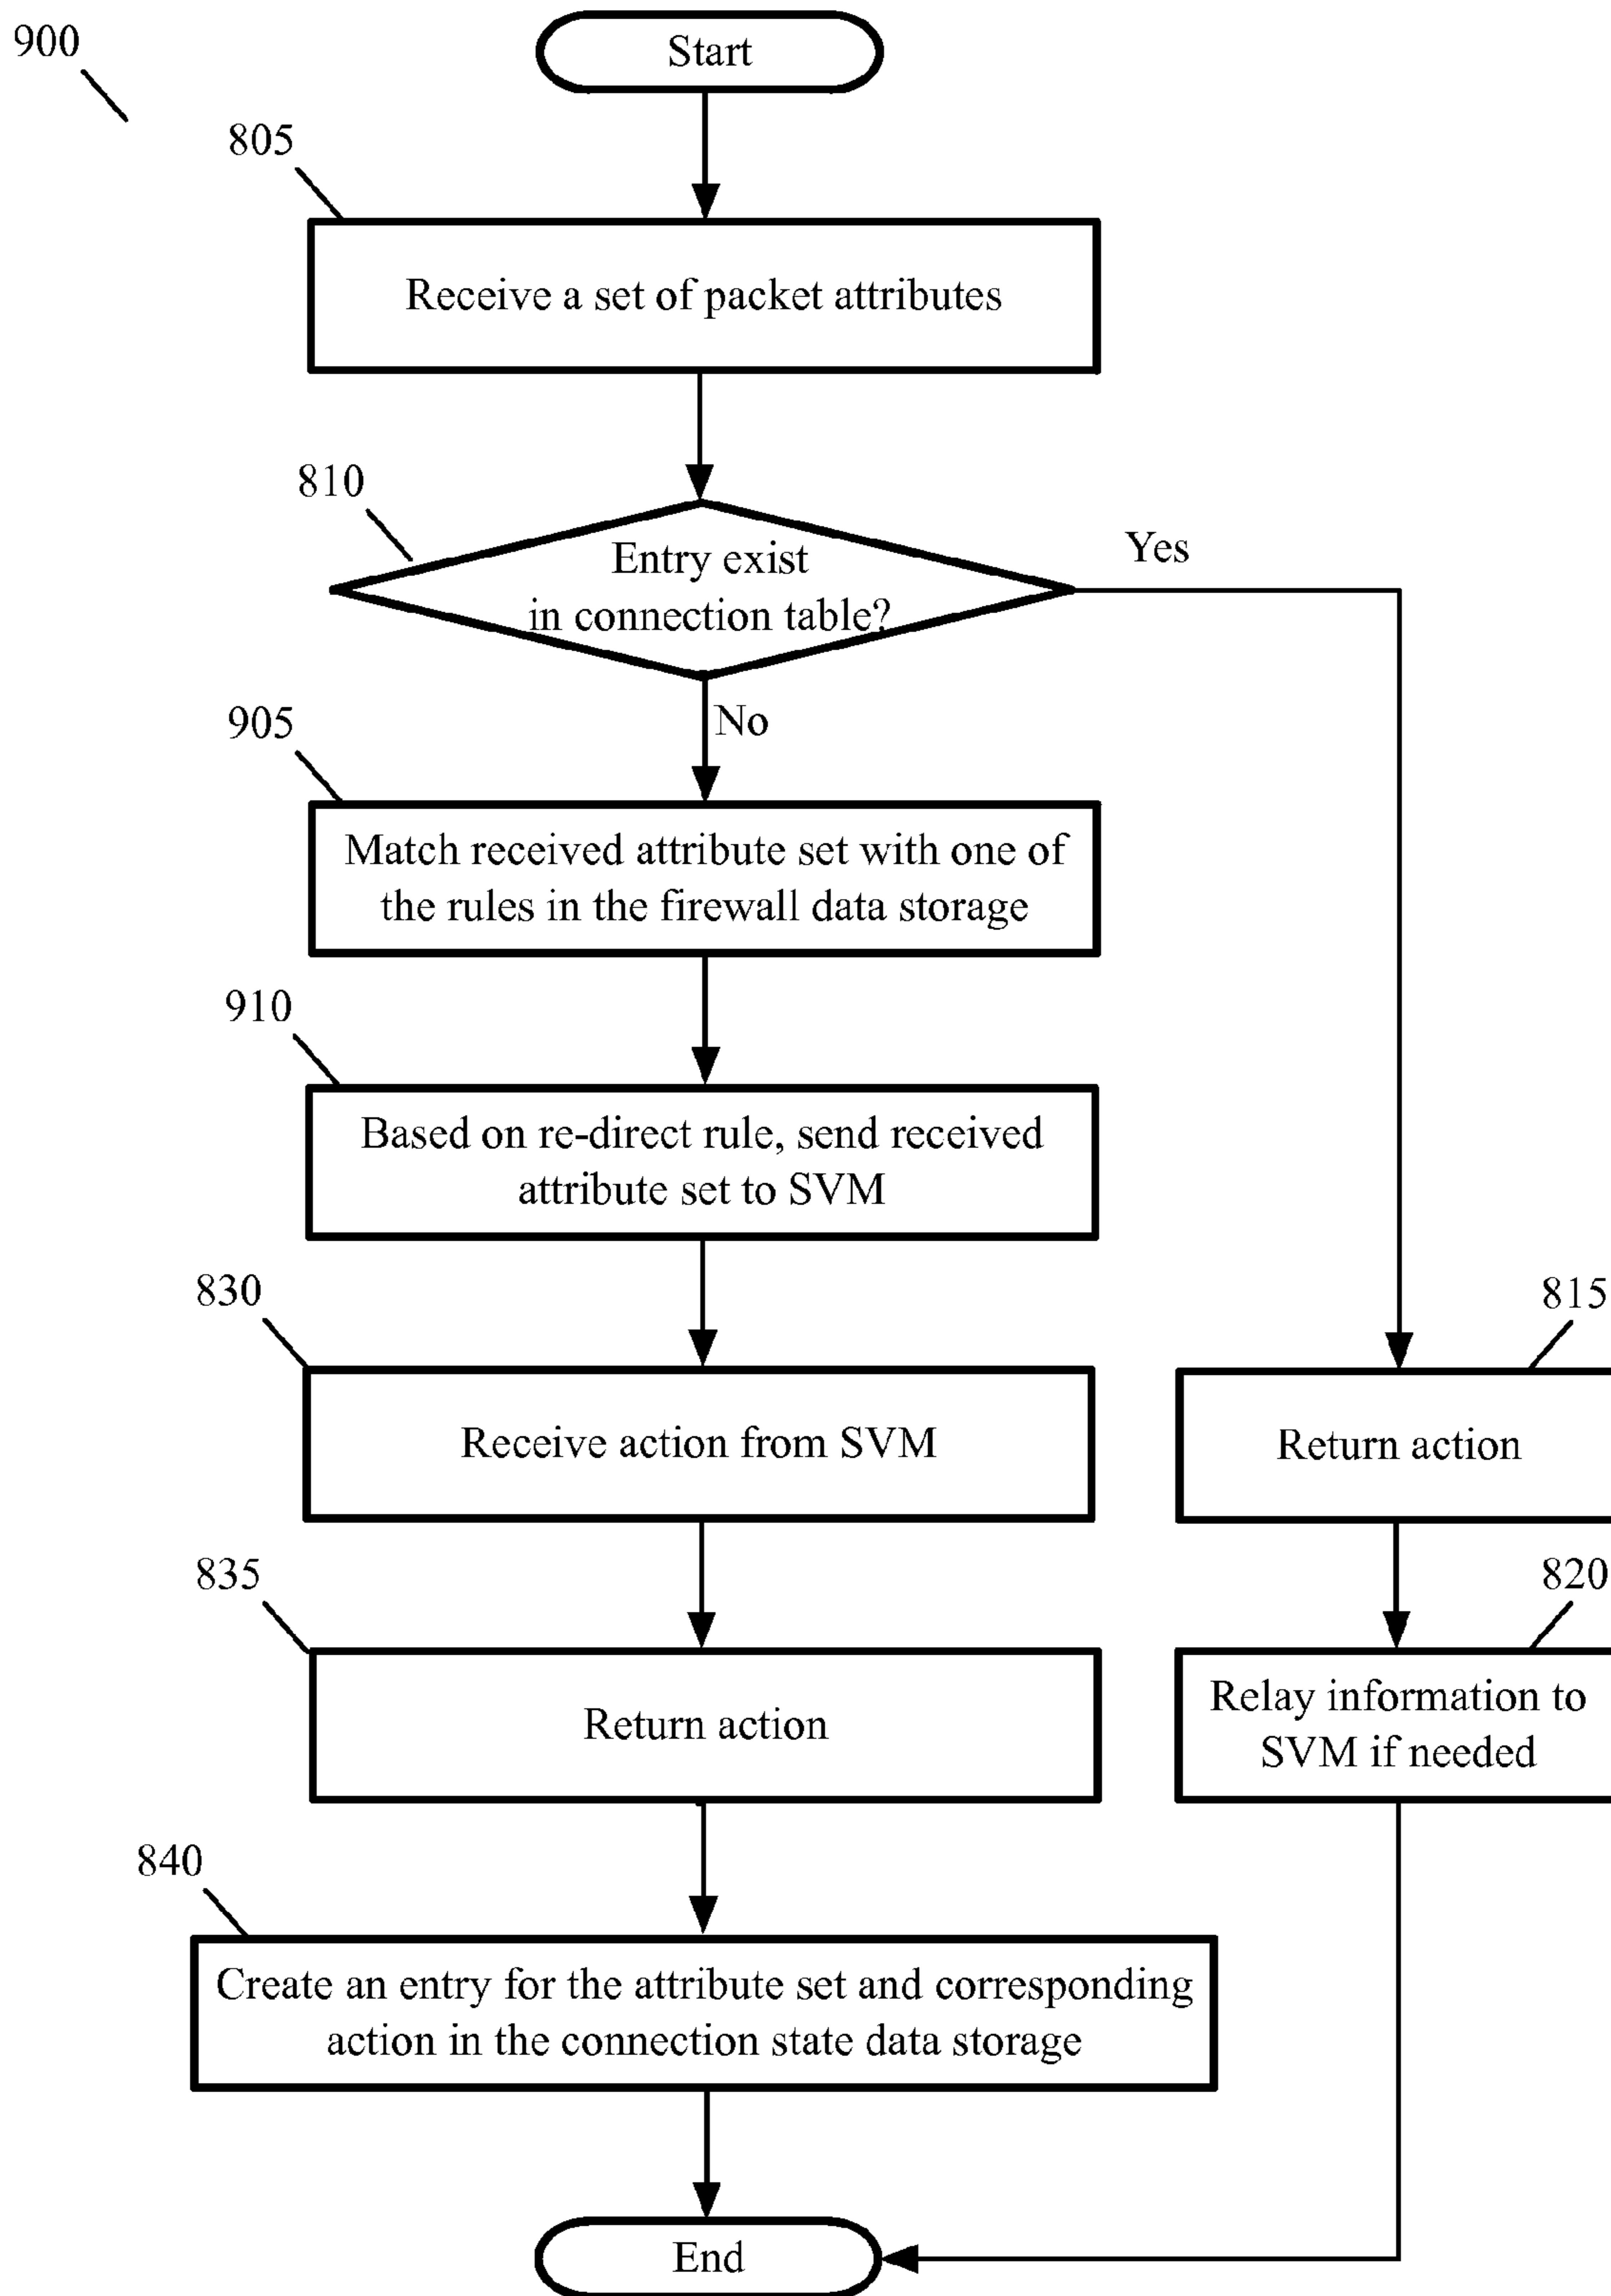 900
Start
805
Receive a set of packet attributes
810
Entry exist
in connection table?
Yes
No
905
Match received attribute set with one of
the rules in the firewall data storage
910
Based on re-direct rule, send received
attribute set to SVM
830
Receive action from SVM
815
Return action
835
Return action
820
Relay information to
SVM if needed
840
Create an entry for the attribute set and corresponding
action in the connection state data storage
End